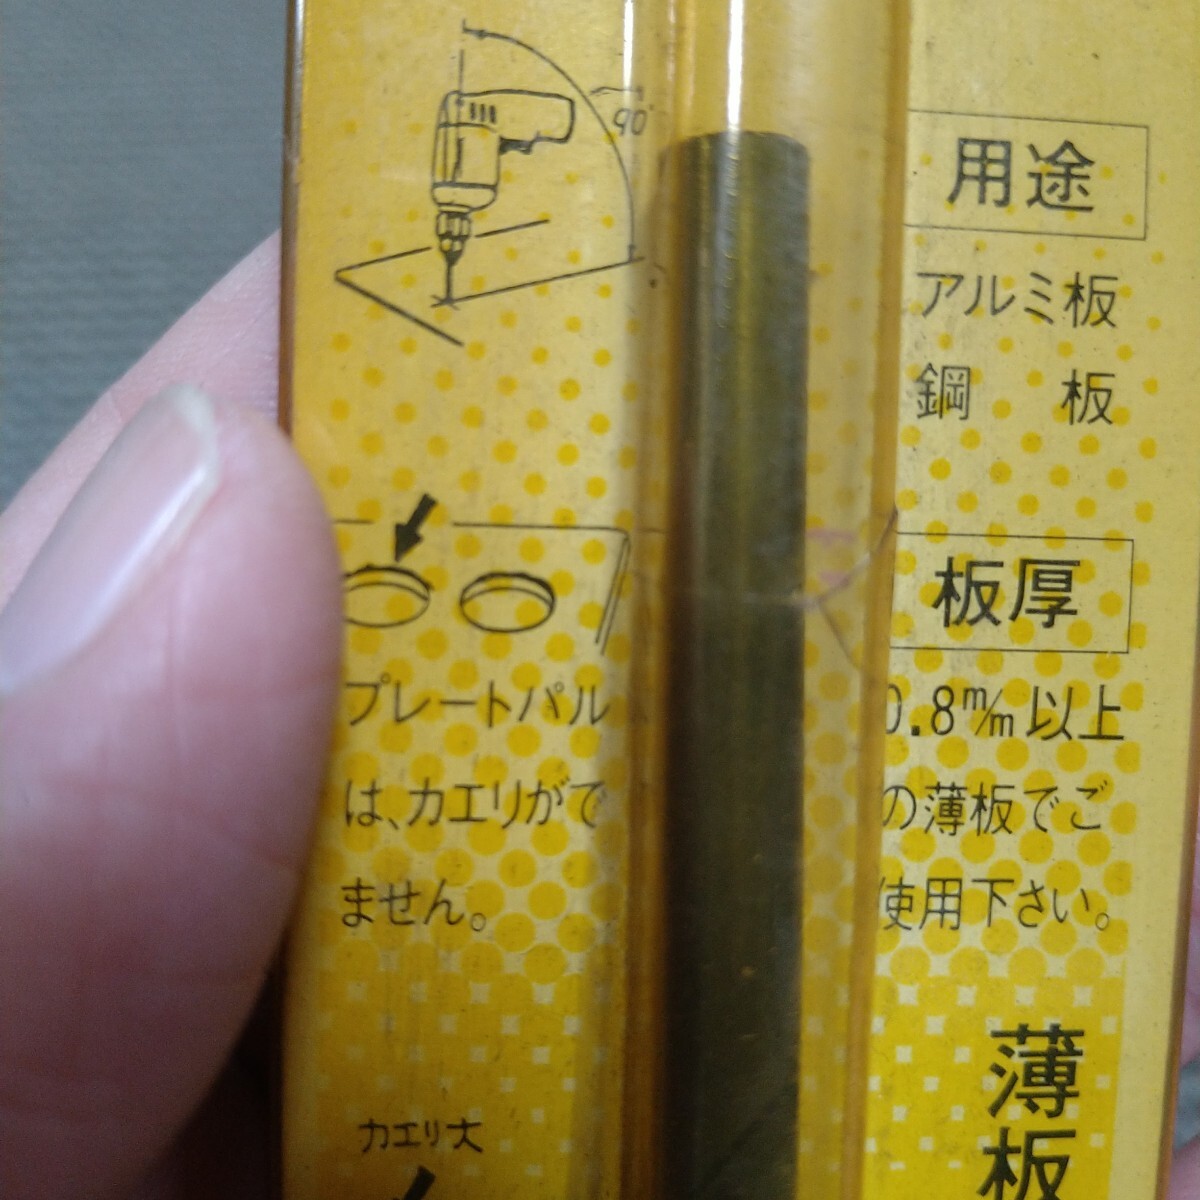 90°
用途
アルミ板
鋼 板
板厚
0.8m/m以上
の薄板でご
使用下さい。
プレートパル
は、カエリがで
ません。
カエリ大
薄板